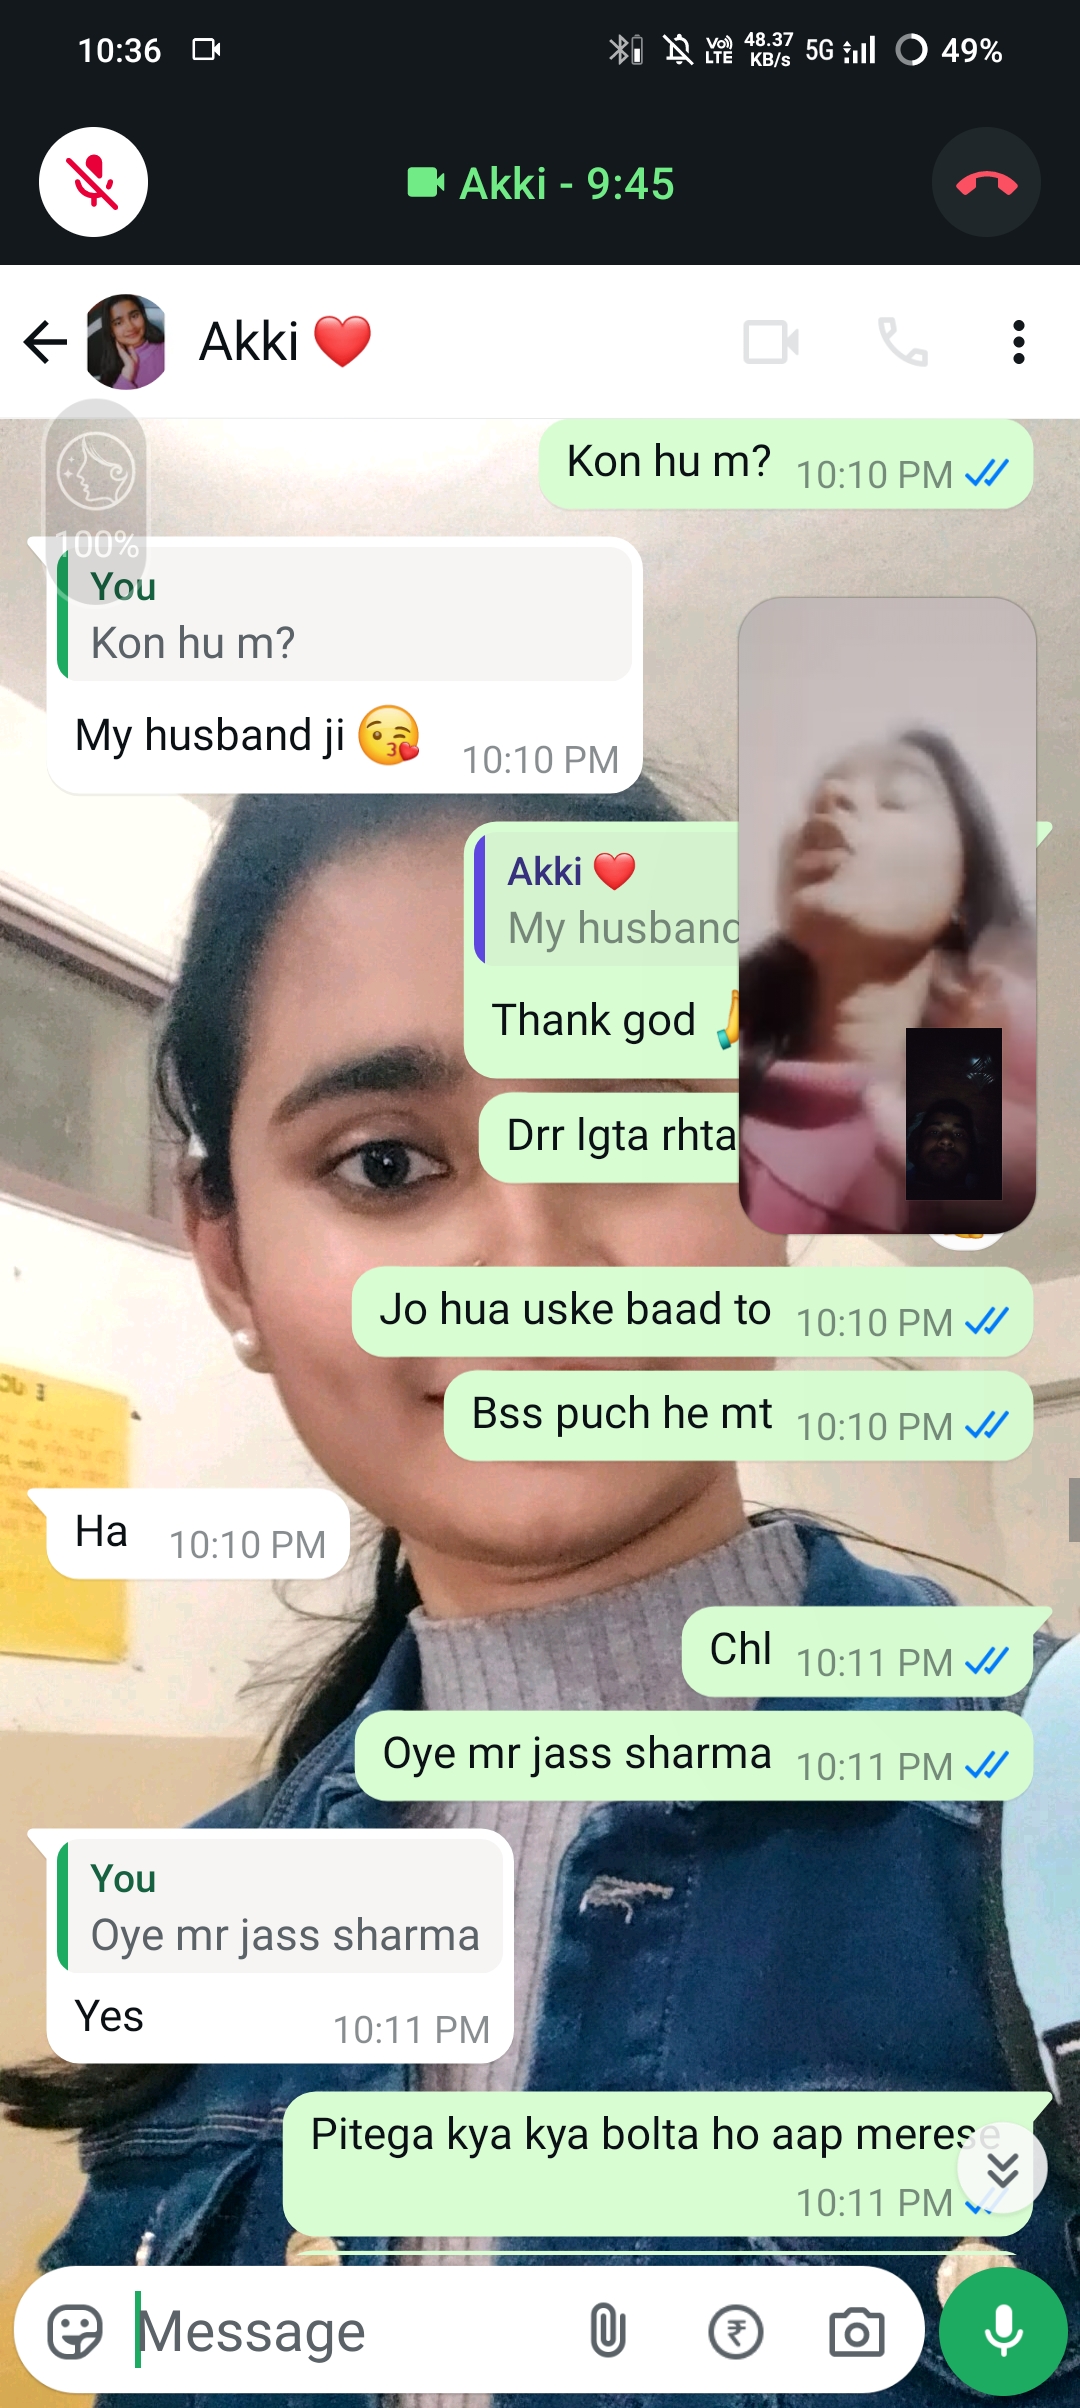 10:36
Vo))
LTE
48.37
KB/s
5G
49%
Akki - 9:45
Akki ❤️
Kon hu m? 10:10 PM
100%
You
Kon hu m?
My husband ji 😘 10:10 PM
Akki ❤️
My husband
Thank god
Drr lgta rhta
Jo hua uske baad to 10:10 PM
Bss puch he mt 10:10 PM
Ha 10:10 PM
Chl 10:11 PM
Oye mr jass sharma 10:11 PM
You
Oye mr jass sharma
Yes 10:11 PM
Pitega kya kya bolta ho aap merese
10:11 PM
Message